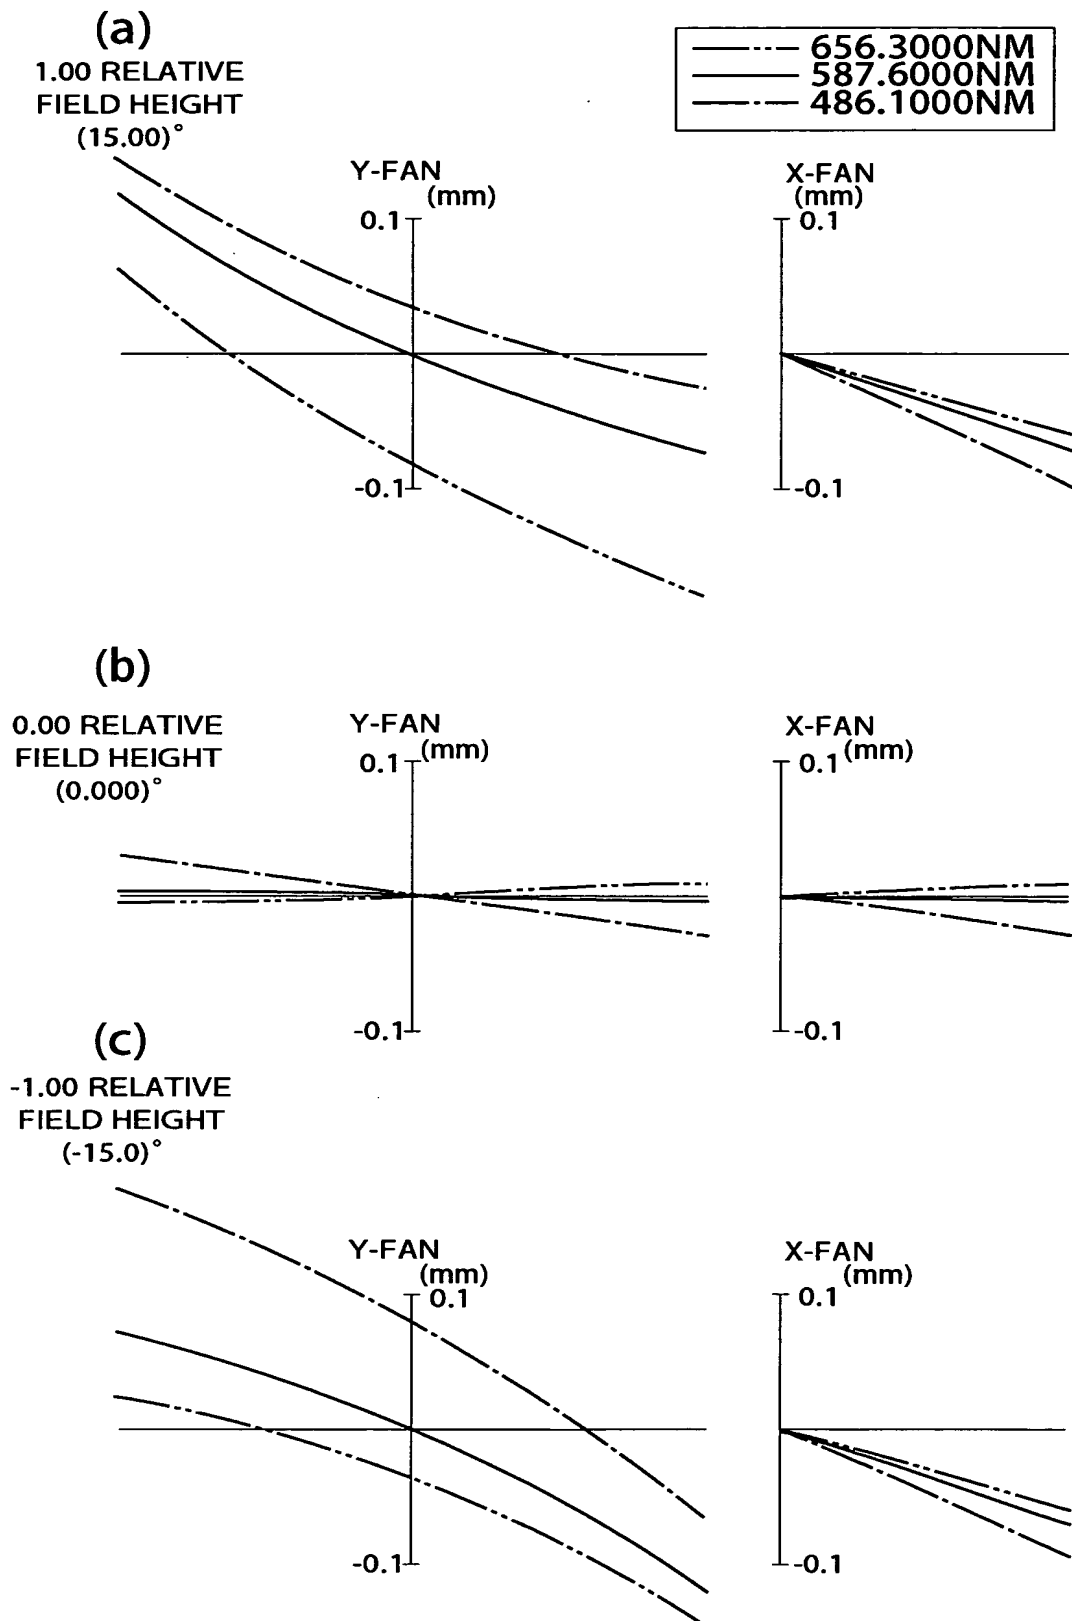 (a)
1.00 RELATIVE
FIELD HEIGHT
(15.00)°
656.3000NM
587.6000NM
486.1000NM
Y-FAN
(mm)
0.1
-0.1
X-FAN
(mm)
0.1
-0.1
(b)
0.00 RELATIVE
FIELD HEIGHT
(0.000)°
Y-FAN
(mm)
0.1
-0.1
X-FAN
(mm)
0.1
-0.1
(c)
-1.00 RELATIVE
FIELD HEIGHT
(-15.0)°
Y-FAN
(mm)
0.1
-0.1
X-FAN
(mm)
0.1
-0.1